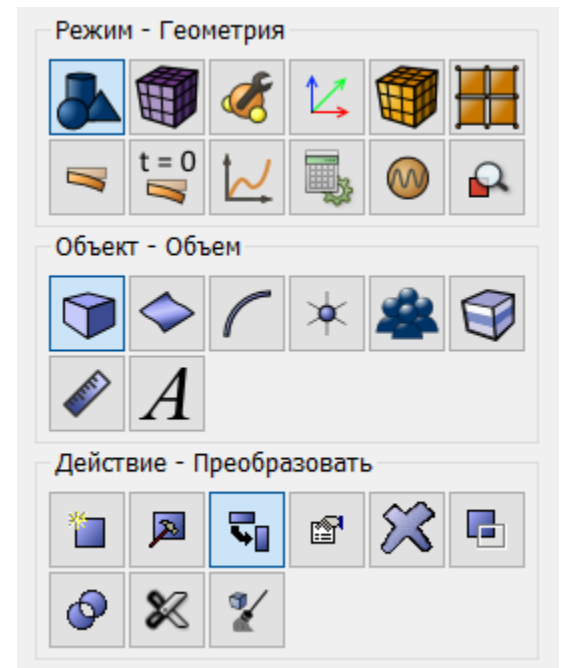 Режим - Геометрия
t = 0
Объект - Объем
A
Действие - Преобразовать